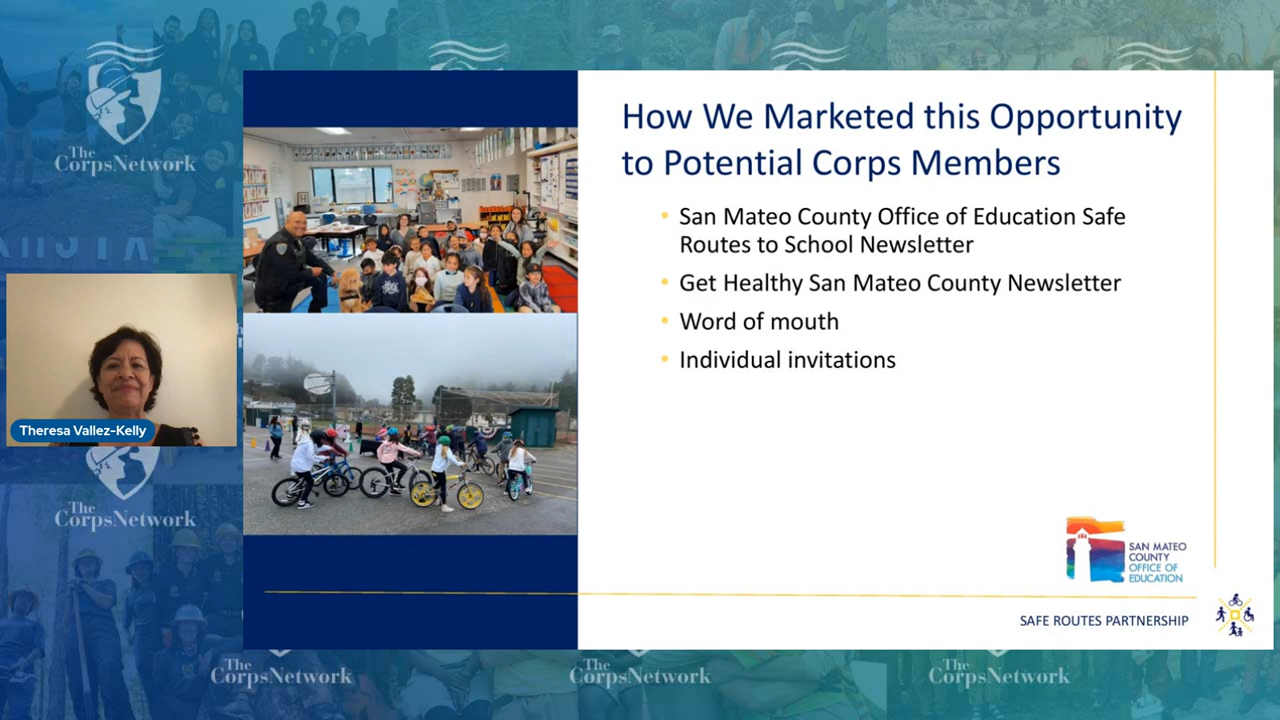 The
CorpsNetwork
How We Marketed this Opportunity
to Potential Corps Members
• San Mateo County Office of Education Safe
Routes to School Newsletter
• Get Healthy San Mateo County Newsletter
• Word of mouth
• Individual invitations
Theresa Vallez-Kelly
The
CorpsNetwork
SAN MATEO
COUNTY
OFFICE OF
EDUCATION
SAFE ROUTES PARTNERSHIP
The
CorpsNetwork
The
CorpsNetwork
The
CorpsNetwork